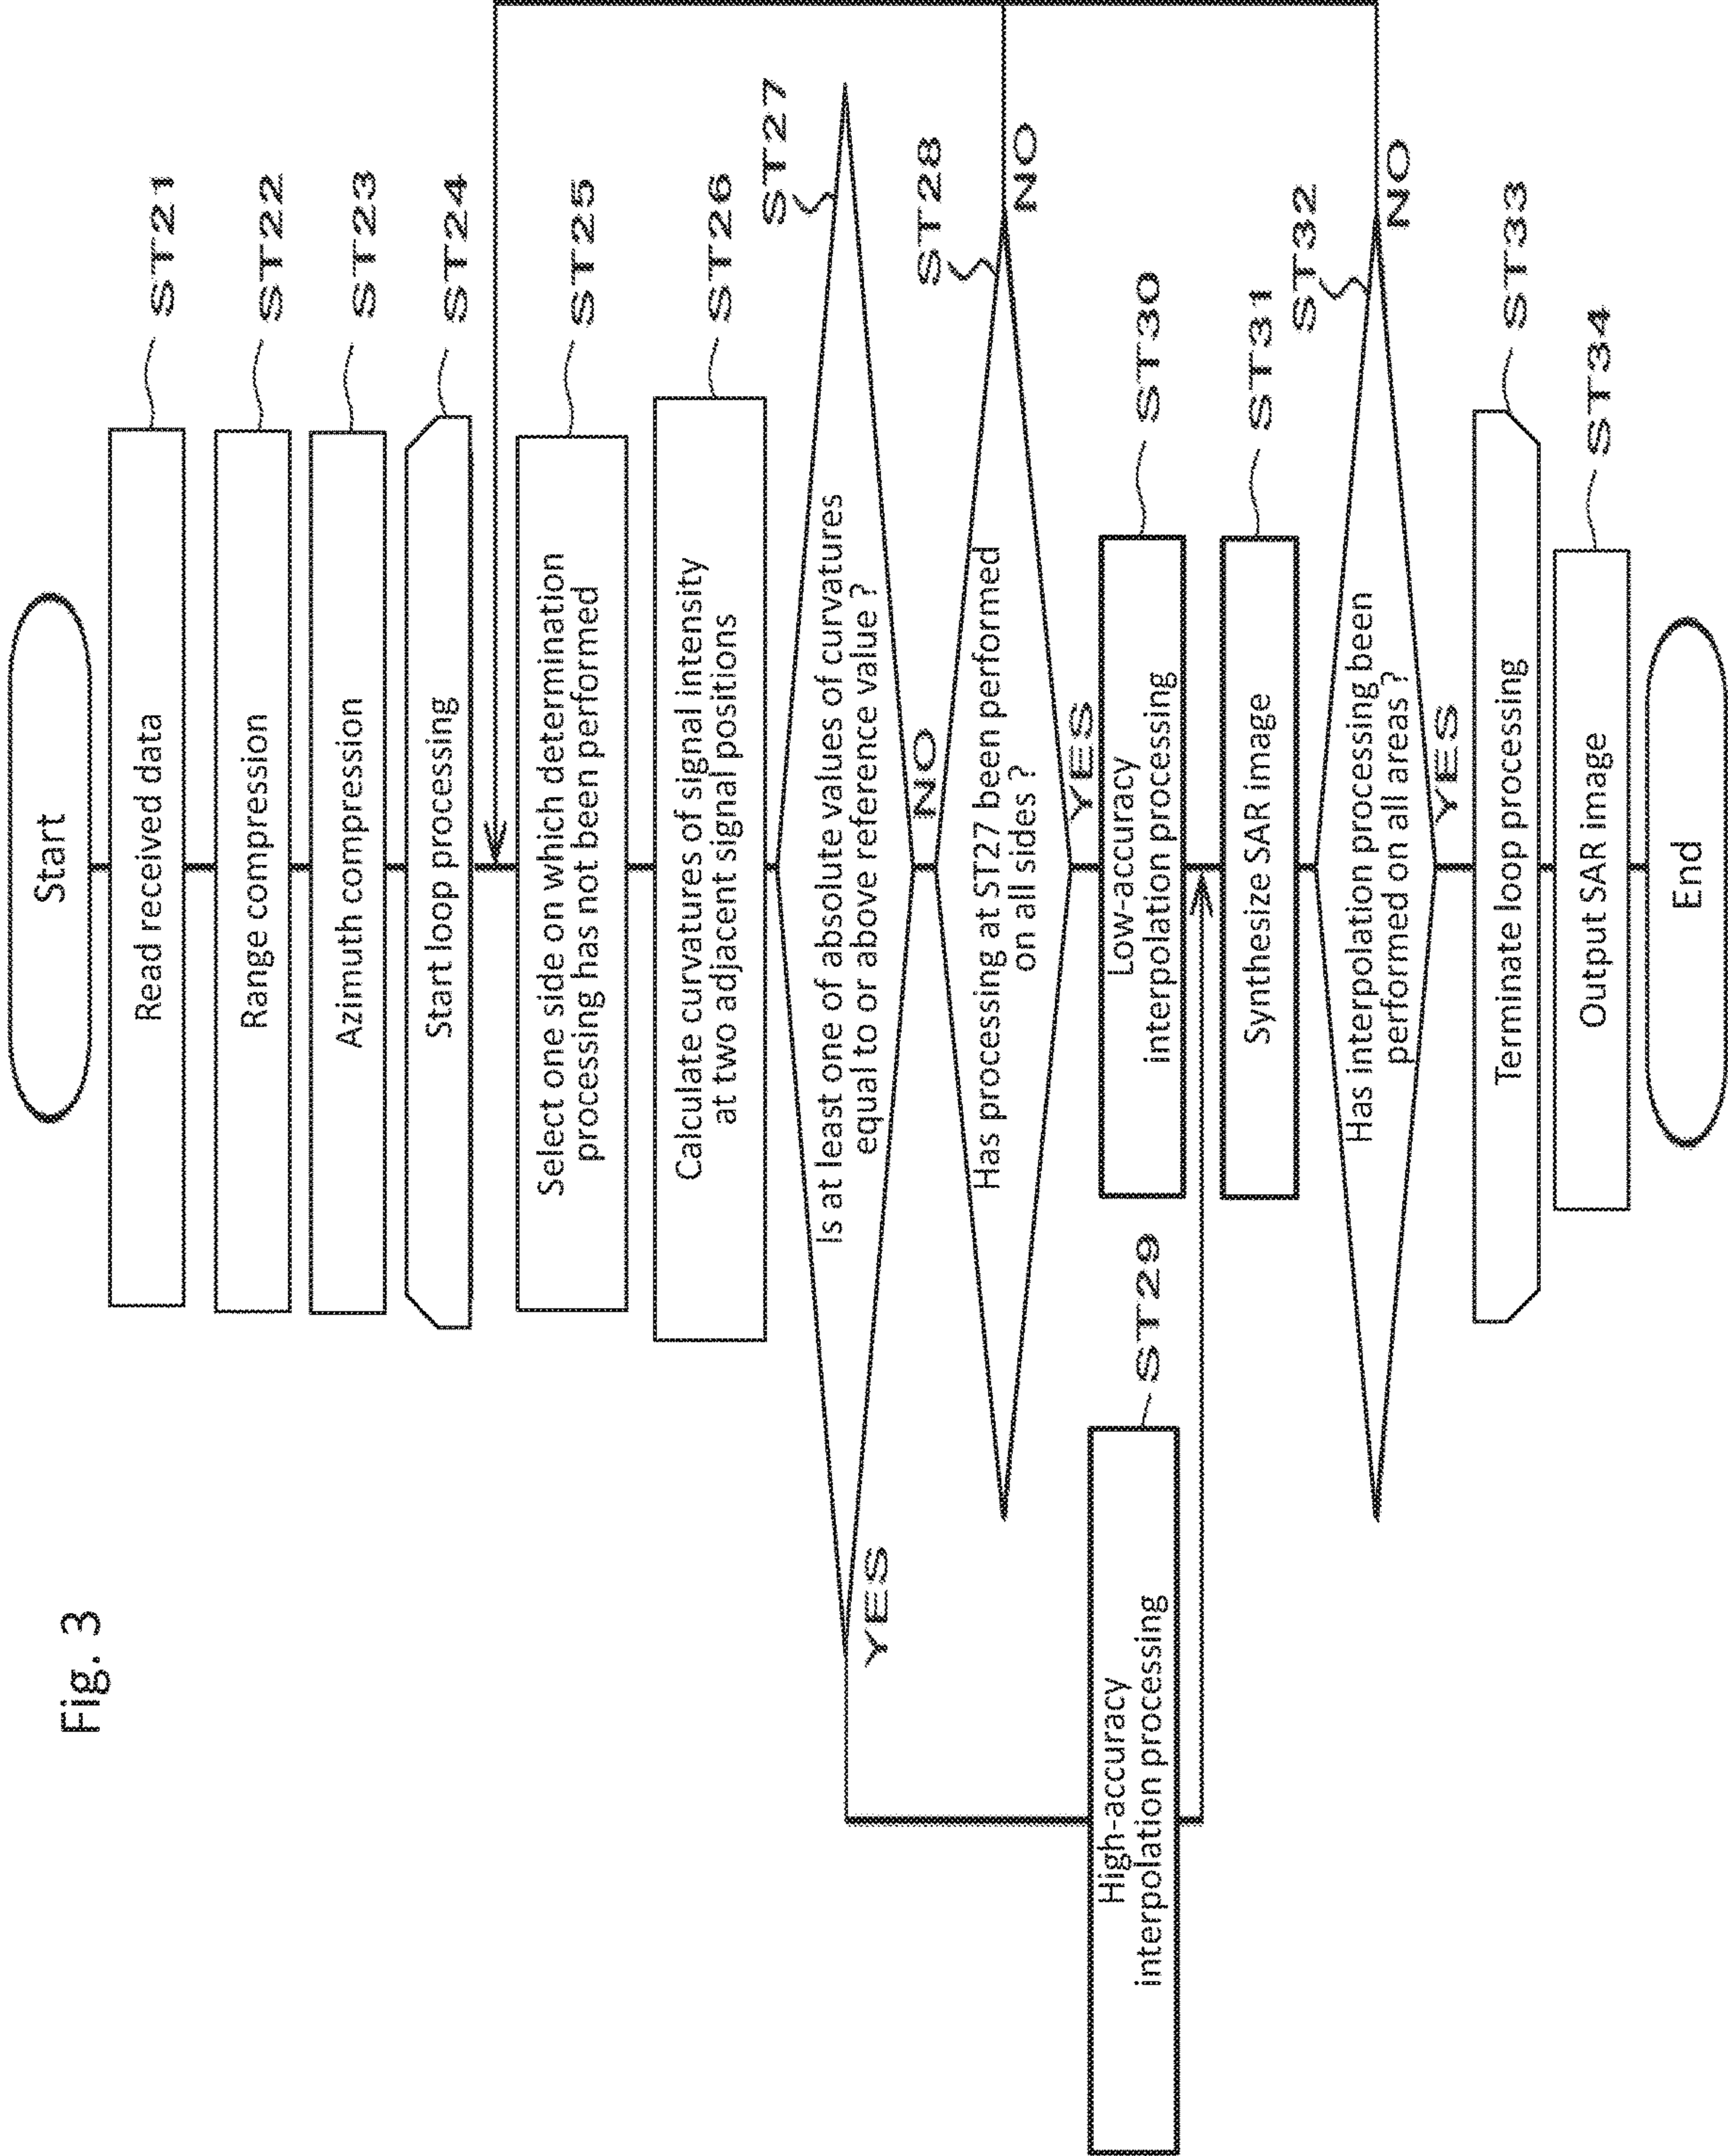 Fig. 3
Start
Read received data
ST21
Range compression
ST22
Azimuth compression
ST23
Start loop processing
ST24
Select one side on which determination
processing has not been performed
ST25
Calculate curvatures of signal intensity
at two adjacent signal positions
ST26
Is at least one of absolute values of curvatures
equal to or above reference value ?
ST27
YES
NO
Has processing at ST27 been performed
on all sides ?
ST28
NO
YES
High-accuracy
interpolation processing
ST29
Low-accuracy
interpolation processing
ST30
Synthesize SAR image
ST31
Has interpolation processing been
performed on all areas ?
ST32
NO
YES
Terminate loop processing
ST33
Output SAR image
ST34
End